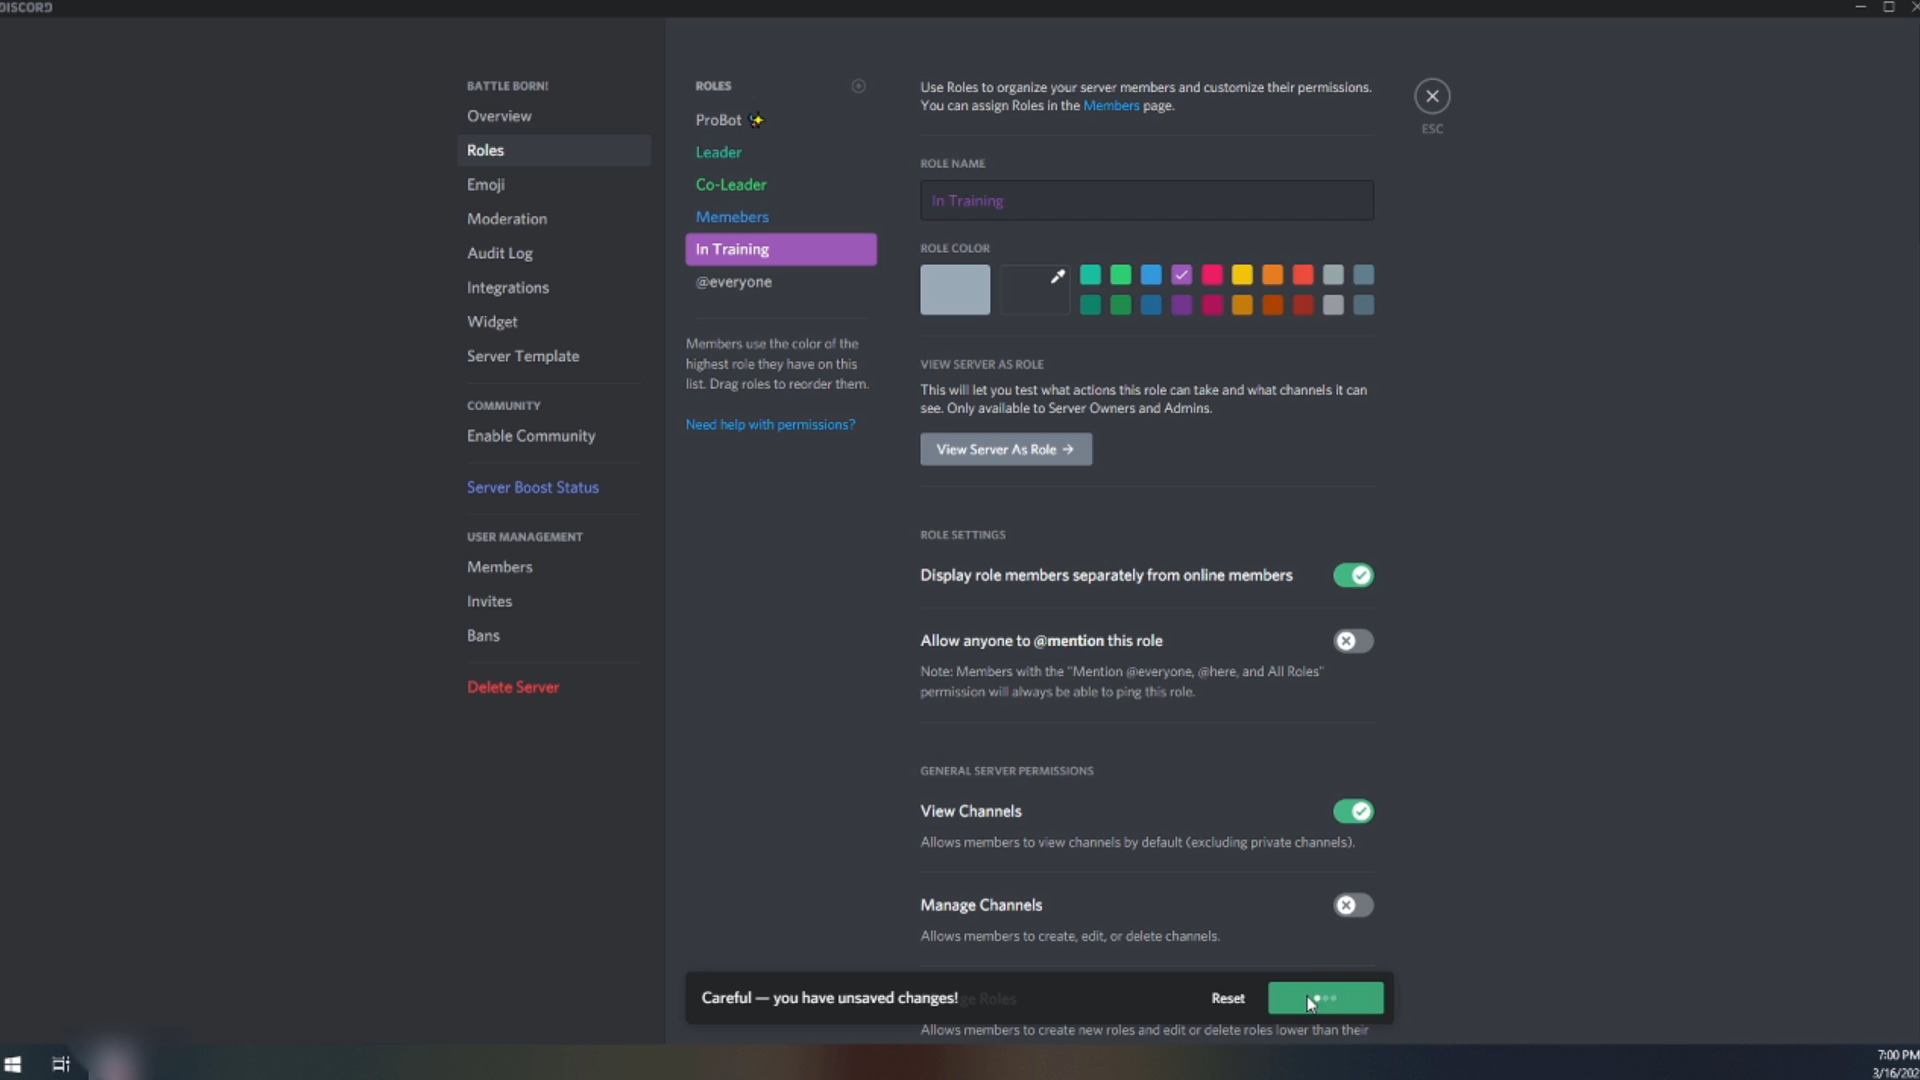 DISCORD
BATTLE BORN!
Overview
Roles
Emoji
Moderation
Audit Log
Integrations
Widget
Server Template
COMMUNITY
Enable Community
Server Boost Status
USER MANAGEMENT
Members
Invites
Bans
Delete Server
ROLES
ProBot
Leader
Co-Leader
Memebers
In Training
@everyone
Members use the color of the
highest role they have on this
list. Drag roles to reorder them.
Need help with permissions?
Use Roles to organize your server members and customize their permissions.
You can assign Roles in the Members page.
ROLE NAME
In Training
ROLE COLOR
VIEW SERVER AS ROLE
This will let you test what actions this role can take and what channels it can
see. Only available to Server Owners and Admins.
View Server As Role →
ROLE SETTINGS
Display role members separately from online members
Allow anyone to @mention this role
Note: Members with the "Mention @everyone, @here, and All Roles"
permission will always be able to ping this role.
GENERAL SERVER PERMISSIONS
View Channels
Allows members to view channels by default (excluding private channels).
Manage Channels
Allows members to create, edit, or delete channels.
Careful — you have unsaved changes!
Roles
Reset
Allows members to create new roles and edit or delete roles lower than their
ESC
7:00 PM
3/16/202